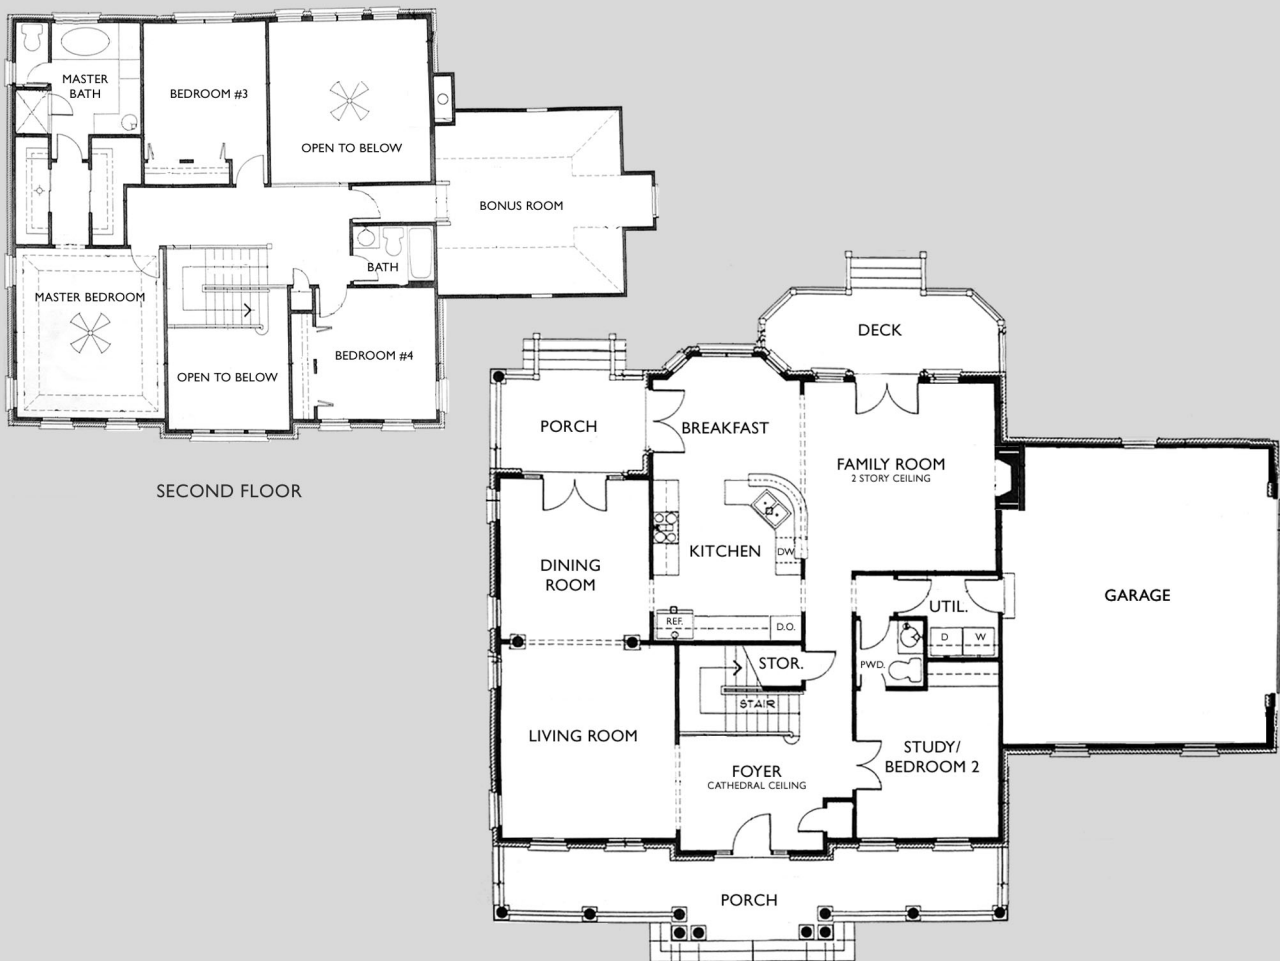 MASTER
BATH
BEDROOM #3
OPEN TO BELOW
BONUS ROOM
BATH
MASTER BEDROOM
OPEN TO BELOW
BEDROOM #4
SECOND FLOOR
DECK
PORCH
BREAKFAST
FAMILY ROOM
2 STORY CEILING
KITCHEN
DW
DINING
ROOM
GARAGE
UTIL.
REF.
D.O.
D
W
STOR.
PWD.
STAIR
LIVING ROOM
FOYER
CATHEDRAL CEILING
STUDY/
BEDROOM 2
PORCH